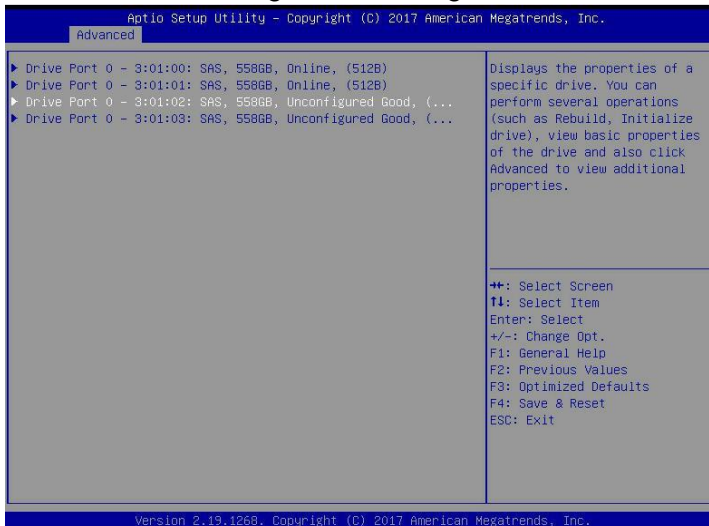 Aptio Setup Utility – Copyright (C) 2017 American Megatrends, Inc.
Advanced
▶ Drive Port 0 – 3:01:00: SAS, 558GB, Online, (512B)
▶ Drive Port 0 – 3:01:01: SAS, 558GB, Online, (512B)
▶ Drive Port 0 – 3:01:02: SAS, 558GB, Unconfigured Good, (...
▶ Drive Port 0 – 3:01:03: SAS, 558GB, Unconfigured Good, (...
Displays the properties of a
specific drive. You can
perform several operations
(such as Rebuild, Initialize
drive), view basic properties
of the drive and also click
Advanced to view additional
properties.
→←: Select Screen
↑↓: Select Item
Enter: Select
+/-: Change Opt.
F1: General Help
F2: Previous Values
F3: Optimized Defaults
F4: Save & Reset
ESC: Exit
Version 2.19.1268. Copyright (C) 2017 American Megatrends, Inc.